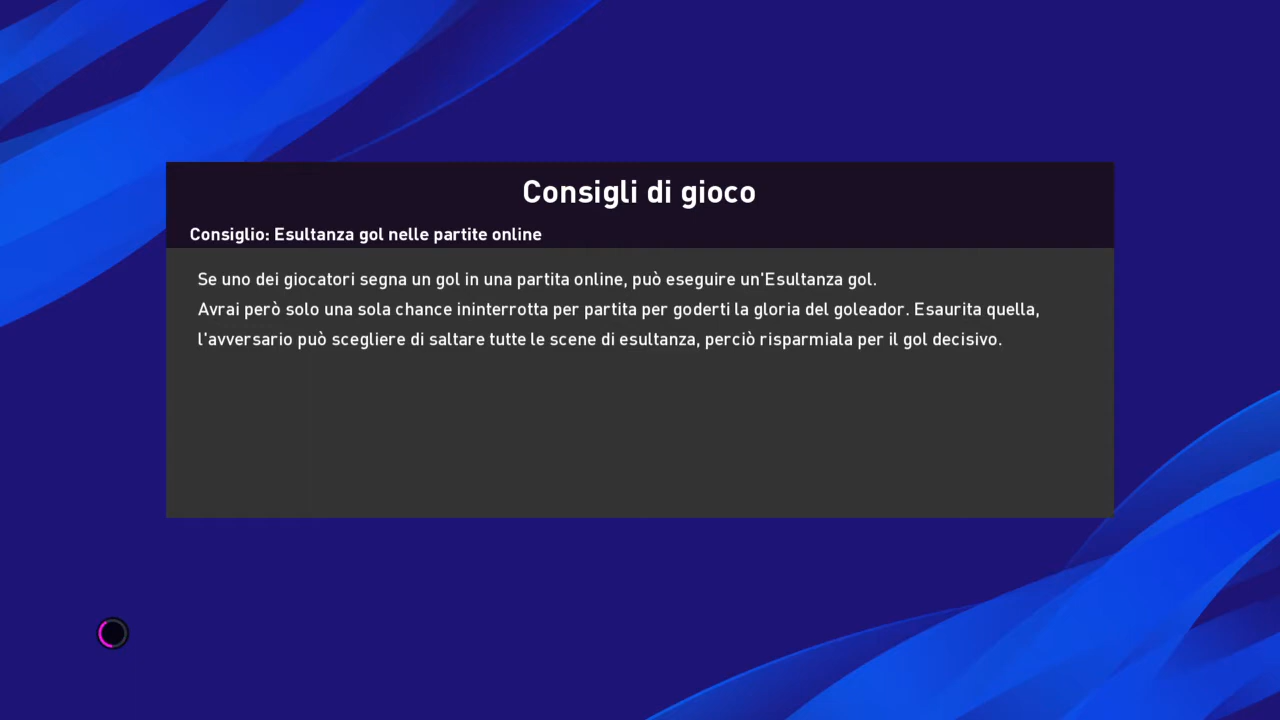 Consigli di gioco
Consiglio: Esultanza gol nelle partite online
Se uno dei giocatori segna un gol in una partita online, può eseguire un'Esultanza gol.
Avrai però solo una sola chance ininterrotta per partita per goderti la gloria del goleador. Esaurita quella,
l'avversario può scegliere di saltare tutte le scene di esultanza, perciò risparmiala per il gol decisivo.